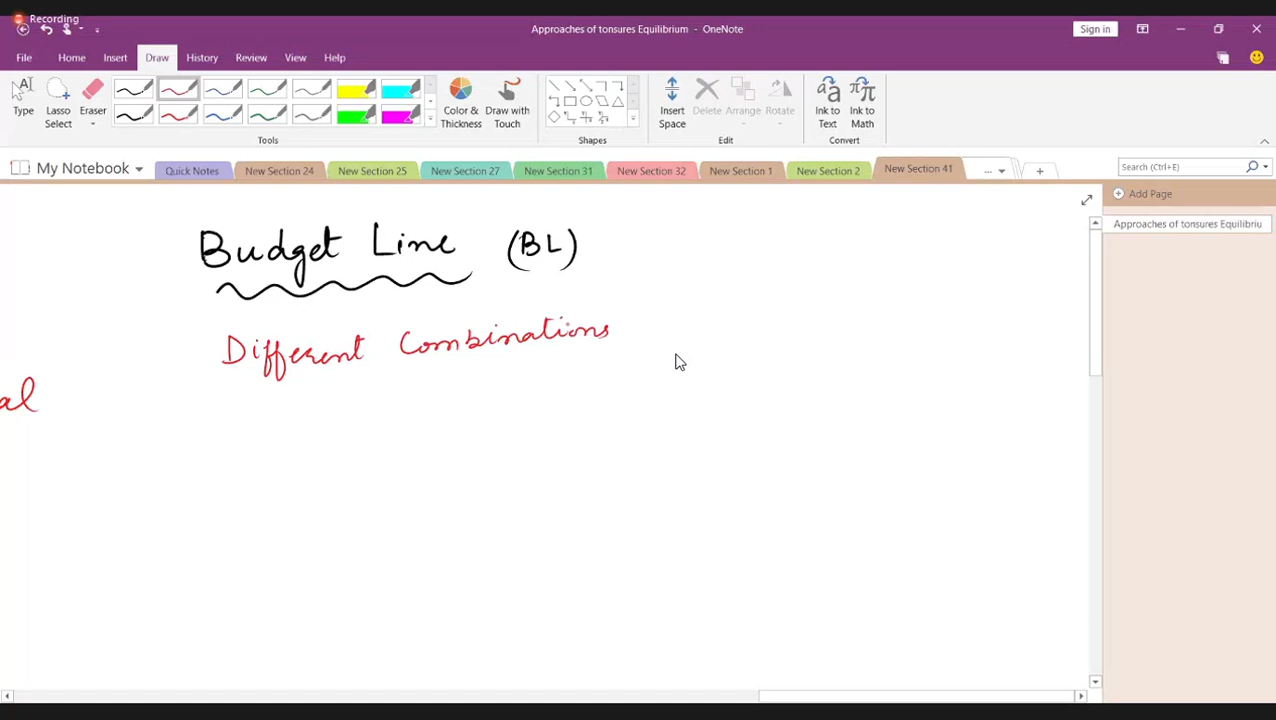 Recording
Approaches of tonsures Equilibrium - OneNote
Sign in
File Home Insert Draw History Review View Help
Type
Lasso Select
Eraser
Color & Thickness
Draw with Touch
Insert Space
Delete
Arrange
Rotate
Ink to Text
Ink to Math
Tools Shapes Edit Convert
My Notebook Quick Notes New Section 24 New Section 25 New Section 27 New Section 31 New Section 32 New Section 1 New Section 2 New Section 41 ... Search (Ctrl+E)
Add Page
Approaches of tonsures Equilibriu
Budget Line (BL)
Different Combinations
al